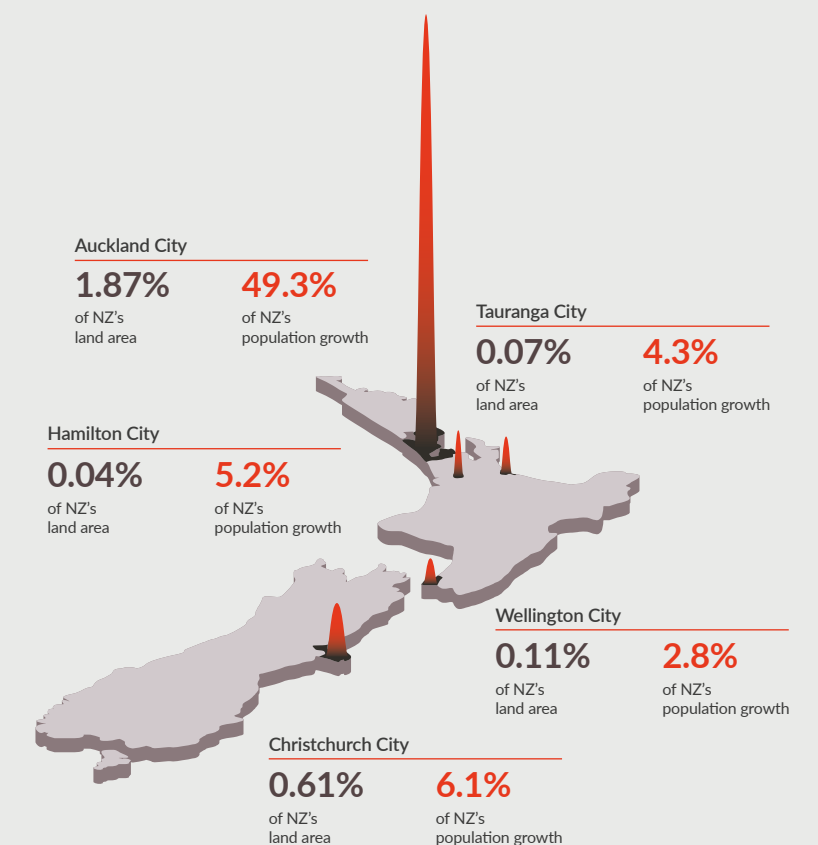 Auckland City
1.87% 49.3%
of NZ's of NZ's
land area population growth
Tauranga City
0.07% 4.3%
of NZ's of NZ's
land area population growth
Hamilton City
0.04% 5.2%
of NZ's of NZ's
land area population growth
Wellington City
0.11% 2.8%
of NZ's of NZ's
land area population growth
Christchurch City
0.61% 6.1%
of NZ's of NZ's
land area population growth